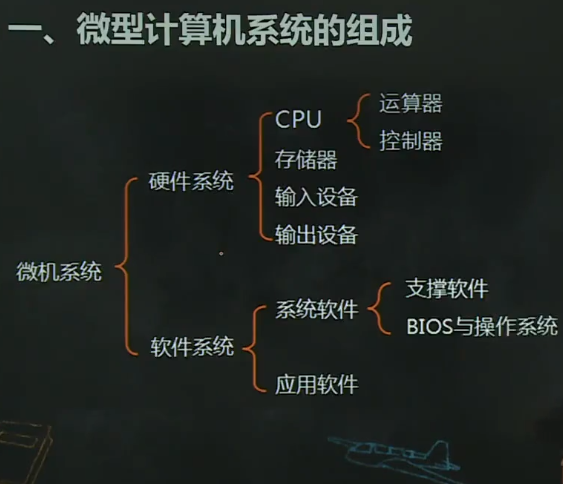 一、微型计算机系统的组成
运算器
CPU
控制器
存储器
硬件系统
输入设备
输出设备
微机系统
支撑软件
系统软件
BIOS与操作系统
软件系统
应用软件